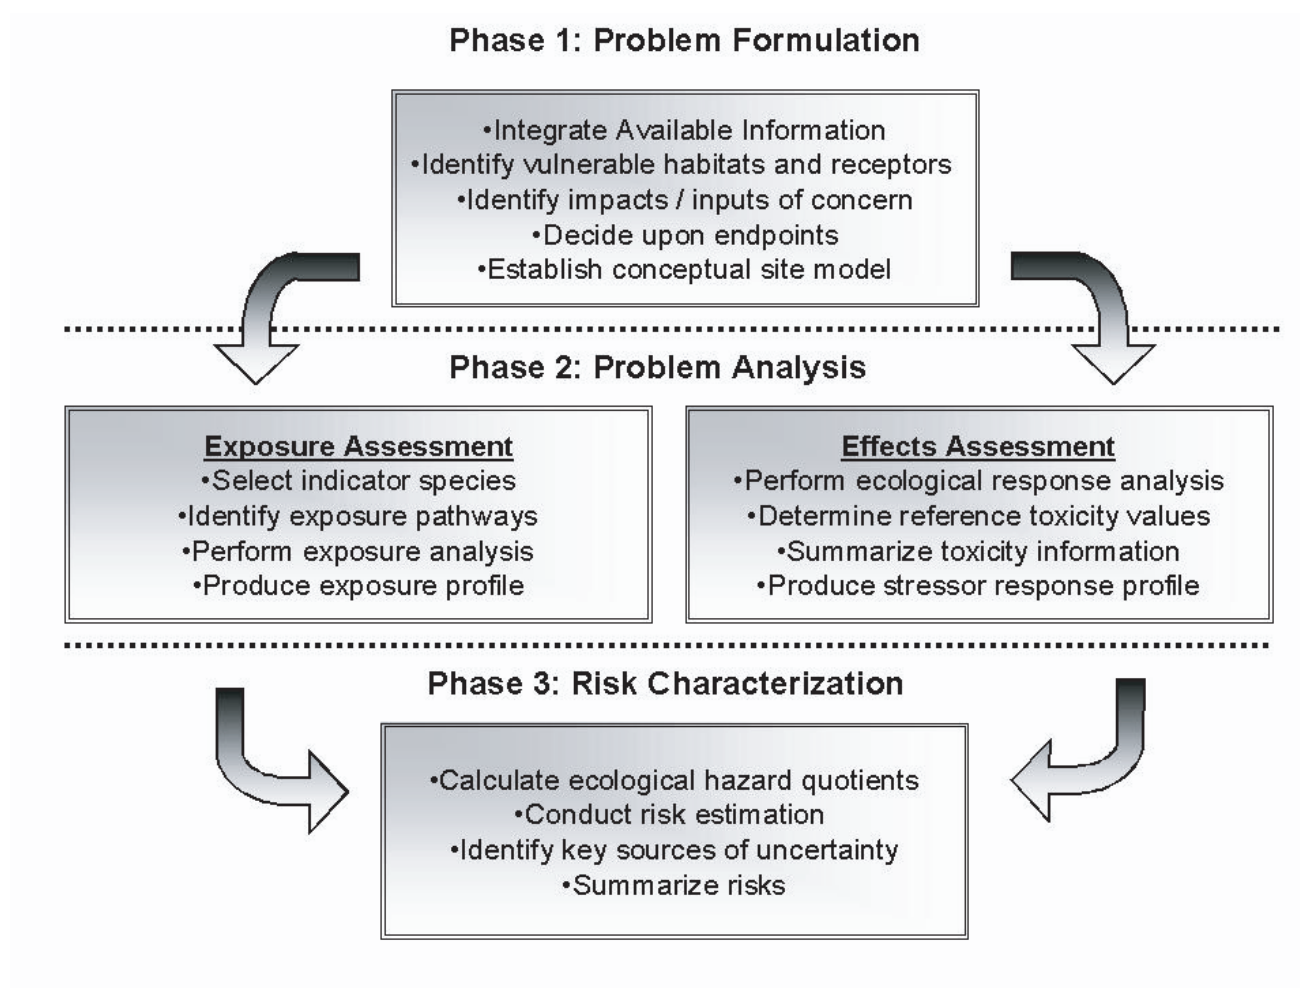 Phase 1: Problem Formulation
•Integrate Available Information
•Identify vulnerable habitats and receptors
•Identify impacts / inputs of concern
•Decide upon endpoints
•Establish conceptual site model
Phase 2: Problem Analysis
Exposure Assessment
•Select indicator species
•Identify exposure pathways
•Perform exposure analysis
•Produce exposure profile
Effects Assessment
•Perform ecological response analysis
•Determine reference toxicity values
•Summarize toxicity information
•Produce stressor response profile
Phase 3: Risk Characterization
•Calculate ecological hazard quotients
•Conduct risk estimation
•Identify key sources of uncertainty
•Summarize risks